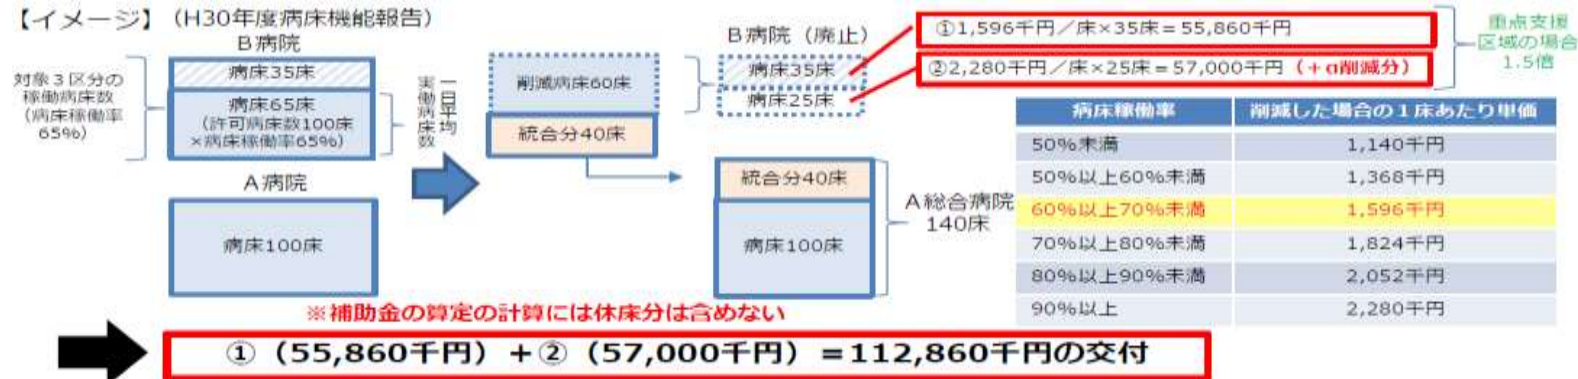 【イメージ】（H30年度病床機能報告）
B病院
対象３区分の
稼働病床数
（病床稼働率
65%）
病床35床
病床65床
（許可病床数100床
×病床稼働率65%）
一日平均
実働病床数
A病院
病床100床
削減病床60床
統合分40床
B病院（廃止）
病床35床
病床25床
統合分40床
病床100床
A総合病院
140床
①1,596千円／床×35床＝55,860千円
②2,280千円／床×25床＝57,000千円（＋α削減分）
重点支援
区域の場合
1.5倍
病床稼働率 削減した場合の１床あたり単価
50%未満 1,140千円
50%以上60%未満 1,368千円
60%以上70%未満 1,596千円
70%以上80%未満 1,824千円
80%以上90%未満 2,052千円
90%以上 2,280千円
※補助金の算定の計算には休床分は含めない
①（55,860千円）＋②（57,000千円）＝112,860千円の交付